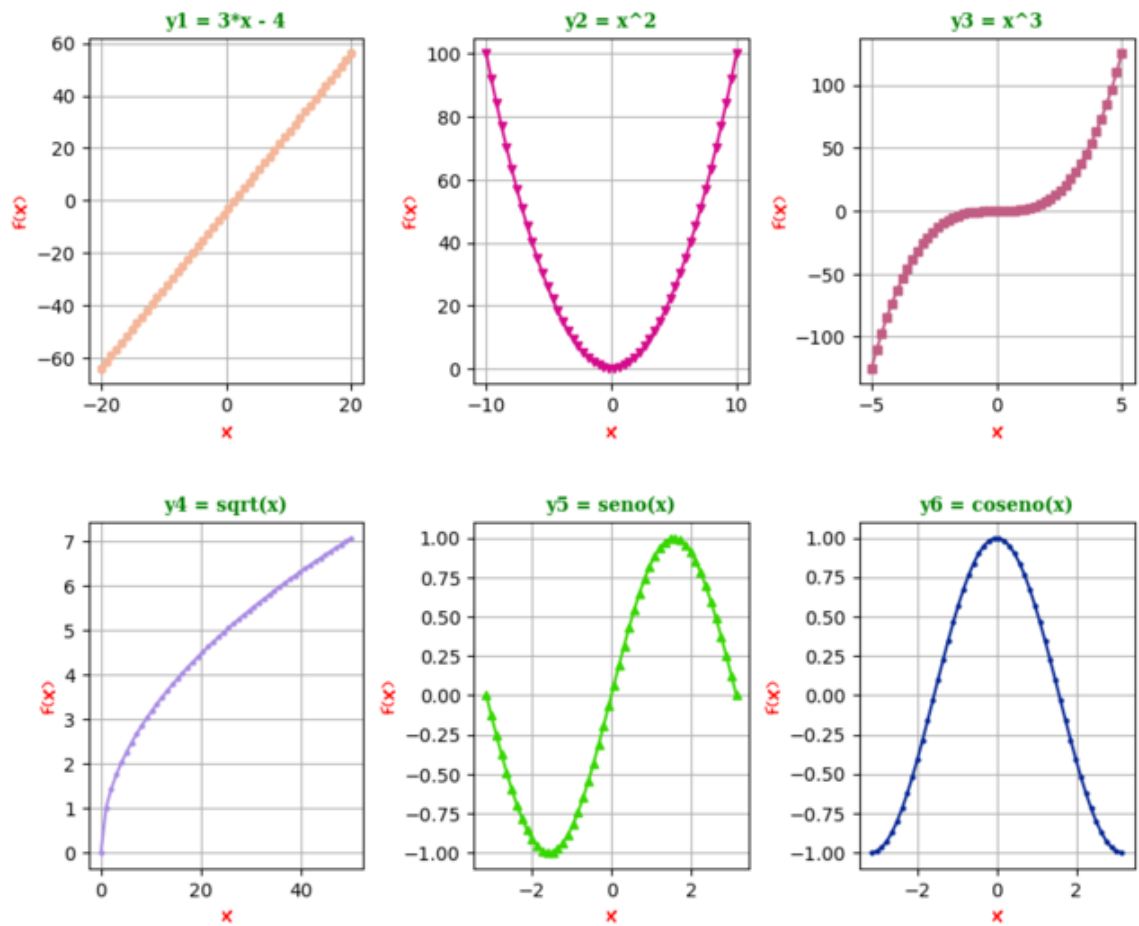 y1 = 3*x - 4
60
40
20
0
−20
−40
−60
−20 0 20
f(x)
x
y2 = x^2
100
80
60
40
20
0
−10 0 10
f(x)
x
y3 = x^3
100
50
0
−50
−100
−5 0 5
f(x)
x
y4 = sqrt(x)
7
6
5
4
3
2
1
0
0 20 40
f(x)
x
y5 = seno(x)
1.00
0.75
0.50
0.25
0.00
−0.25
−0.50
−0.75
−1.00
−2 0 2
f(x)
x
y6 = coseno(x)
1.00
0.75
0.50
0.25
0.00
−0.25
−0.50
−0.75
−1.00
−2 0 2
f(x)
x